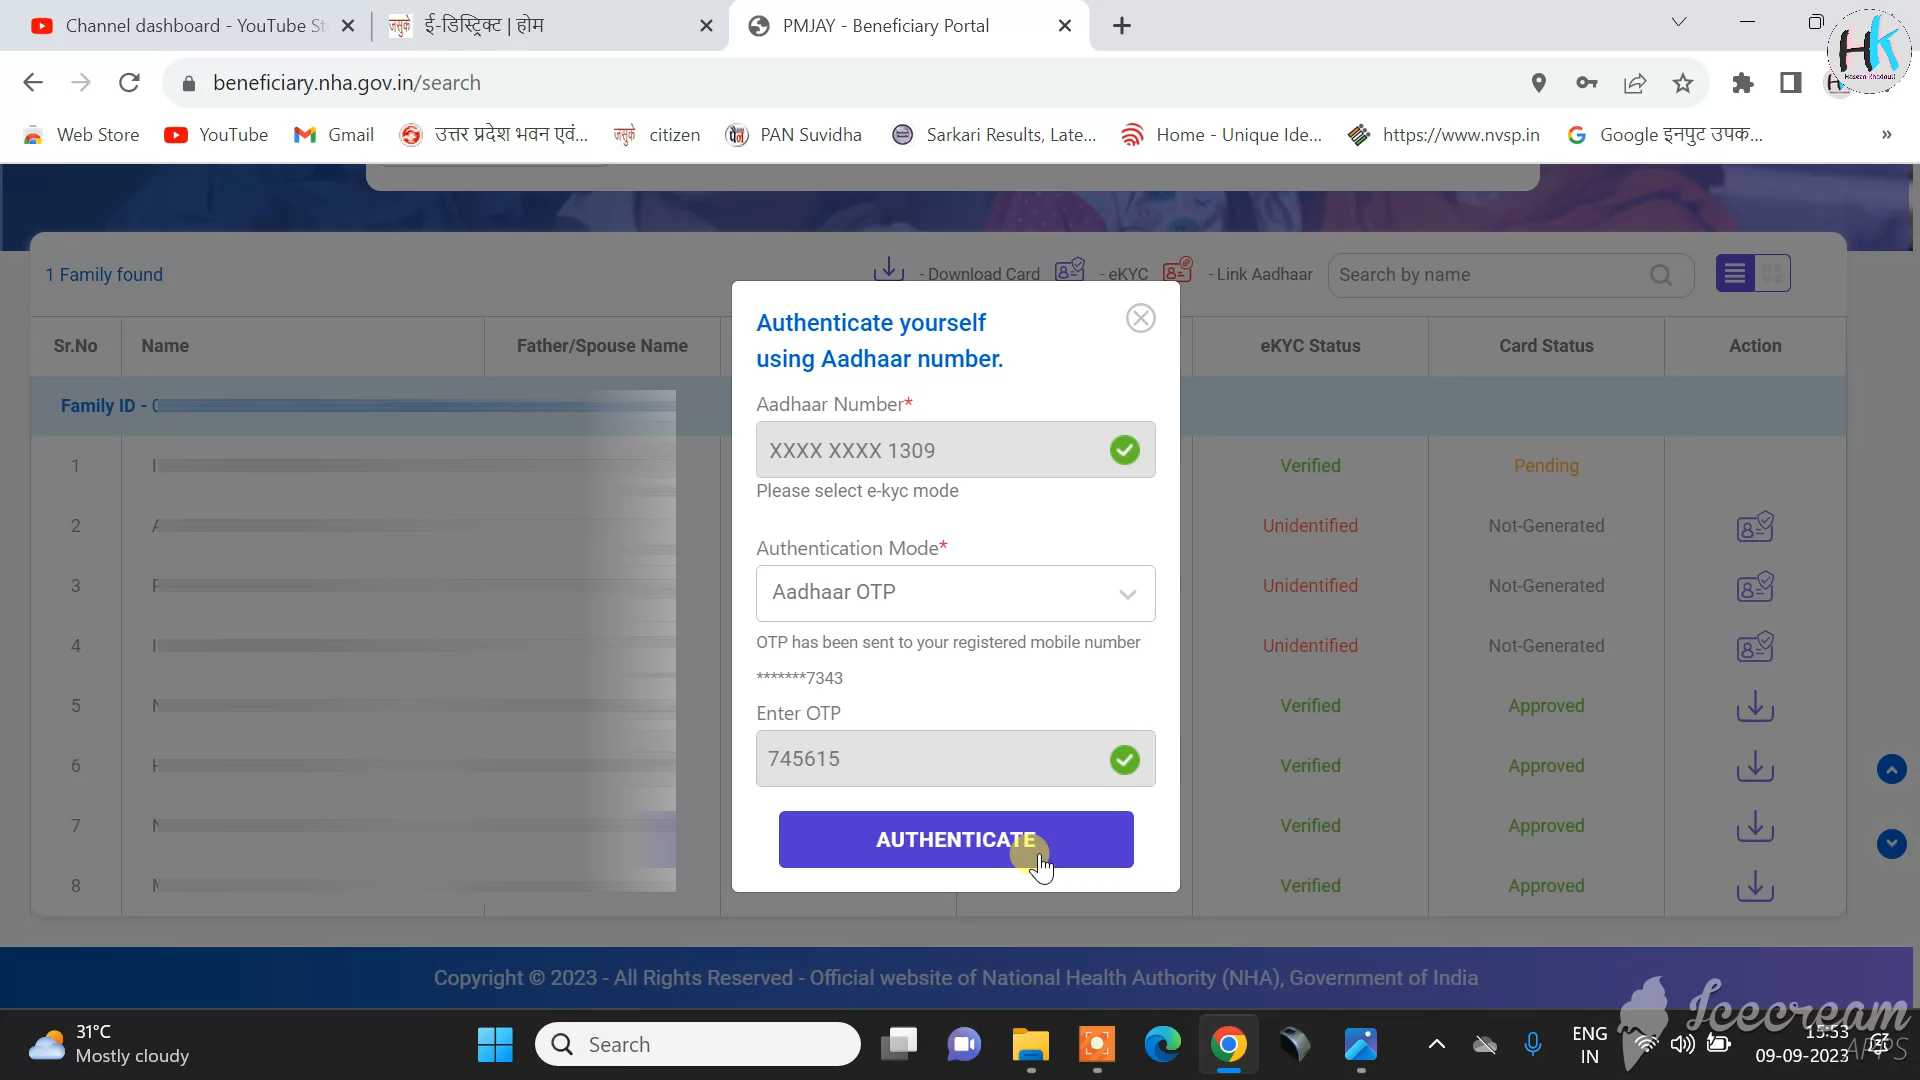 Channel dashboard - YouTube St
ई-डिस्ट्रिक्ट | होम
PMJAY - Beneficiary Portal
HK
Haseen Khadauli
beneficiary.nha.gov.in/search
Web Store
YouTube
Gmail
उत्तर प्रदेश भवन एवं...
citizen
PAN Suvidha
Sarkari Results, Late...
Home - Unique Ide...
https://www.nvsp.in
Google इनपुट उपक...
»
1 Family found
- Download Card
- eKYC
- Link Aadhaar
Search by name
Sr.No
Name
Father/Spouse Name
eKYC Status
Card Status
Action
Family ID -
1
Verified
Pending
2
Unidentified
Not-Generated
3
Unidentified
Not-Generated
4
Unidentified
Not-Generated
5
Verified
Approved
6
Verified
Approved
7
Verified
Approved
8
Verified
Approved
Authenticate yourself
using Aadhaar number.
Aadhaar Number*
XXXX XXXX 1309
Please select e-kyc mode
Authentication Mode*
Aadhaar OTP
OTP has been sent to your registered mobile number
*******7343
Enter OTP
745615
AUTHENTICATE
Copyright © 2023 - All Rights Reserved - Official website of National Health Authority (NHA), Government of India
Icecream
APPS
31°C
Mostly cloudy
Search
ENG
IN
15:53
09-09-2023